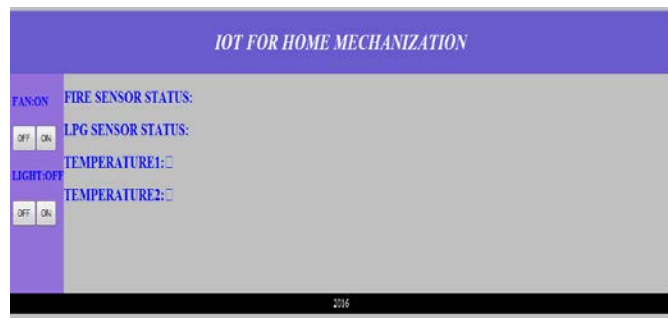 IOT FOR HOME MECHANIZATION
FAN:ON
OFF ON
LIGHT:OFF
OFF ON
FIRE SENSOR STATUS:
LPG SENSOR STATUS:
TEMPERATURE1:□
TEMPERATURE2:□
2016